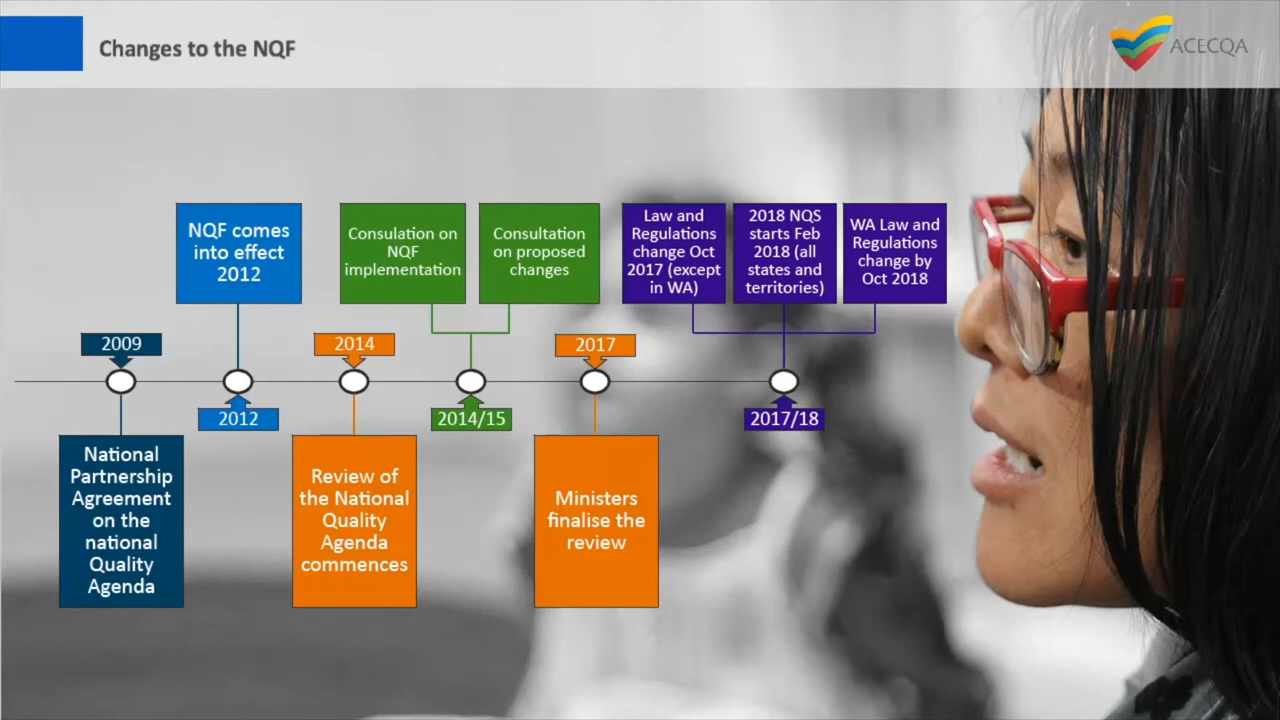 Changes to the NQF
ACECQA
NQF comes
into effect
2012
Consulation on
NQF
implementation
Consultation
on proposed
changes
Law and
Regulations
change Oct
2017 (except
in WA)
2018 NQS
starts Feb
2018 (all
states and
territories)
WA Law and
Regulations
change by
Oct 2018
2009
2014
2017
2012
2014/15
2017/18
National
Partnership
Agreement
on the
national
Quality
Agenda
Review of
the National
Quality
Agenda
commences
Ministers
finalise the
review